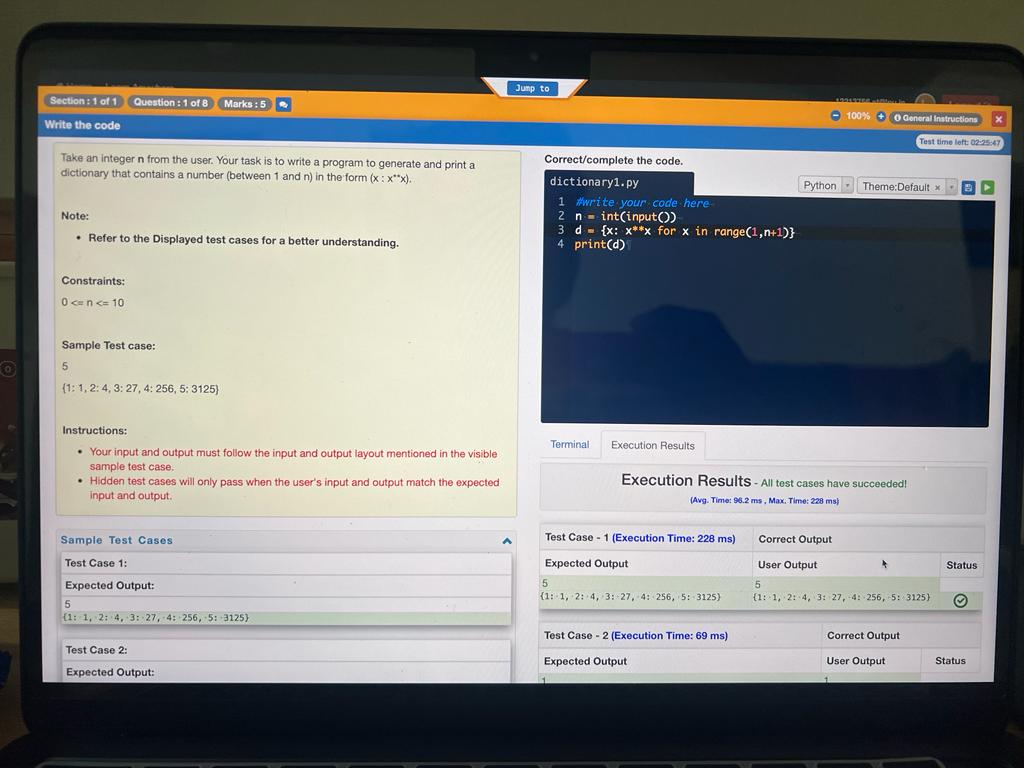 Jump to
Section : 1 of 1 Question : 1 of 8 Marks : 5
100% General Instructions
Write the code
Test time left: 02:25:47
Take an integer n from the user. Your task is to write a program to generate and print a
dictionary that contains a number (between 1 and n) in the form (x : x**x).
Note:
• Refer to the Displayed test cases for a better understanding.
Constraints:
0 <= n <= 10
Sample Test case:
5
{1: 1, 2: 4, 3: 27, 4: 256, 5: 3125}
Instructions:
• Your input and output must follow the input and output layout mentioned in the visible
sample test case.
• Hidden test cases will only pass when the user's input and output match the expected
input and output.
Sample Test Cases
Test Case 1:
Expected Output:
5
{1:·1,·2:·4,·3:·27,·4:·256,·5:·3125}
Test Case 2:
Expected Output:
Correct/complete the code.
dictionary1.py
Python Theme:Default ×
1 #write your code here
2 n = int(input())
3 d = {x: x**x for x in range(1,n+1)}
4 print(d)
Terminal Execution Results
Execution Results - All test cases have succeeded!
(Avg. Time: 96.2 ms , Max. Time: 228 ms)
Test Case - 1 (Execution Time: 228 ms) Correct Output
Expected Output User Output Status
5 5
{1:·1,·2:·4,·3:·27,·4:·256,·5:·3125} {1:·1,·2:·4,·3:·27,·4:·256,·5:·3125}
Test Case - 2 (Execution Time: 69 ms) Correct Output
Expected Output User Output Status
1 1